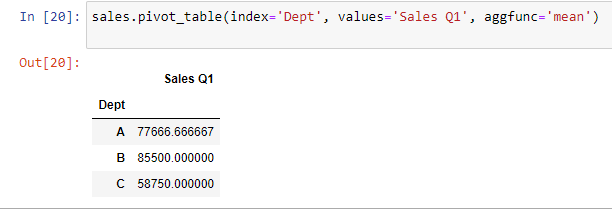 In [20]: sales.pivot_table(index='Dept', values='Sales Q1', aggfunc='mean')
Out[20]:
Sales Q1
Dept
A 77666.666667
B 85500.000000
C 58750.000000